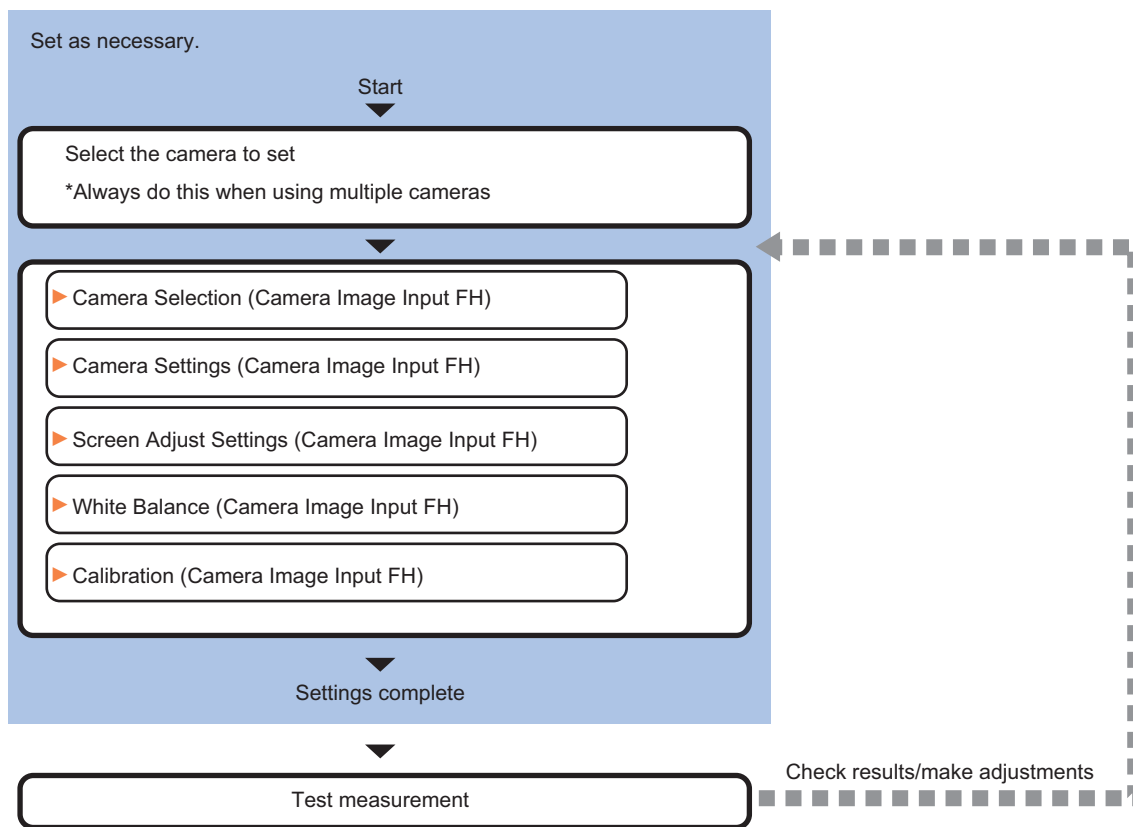 Set as necessary.
Start
Select the camera to set
*Always do this when using multiple cameras
Camera Selection (Camera Image Input FH)
Camera Settings (Camera Image Input FH)
Screen Adjust Settings (Camera Image Input FH)
White Balance (Camera Image Input FH)
Calibration (Camera Image Input FH)
Settings complete
Check results/make adjustments
Test measurement